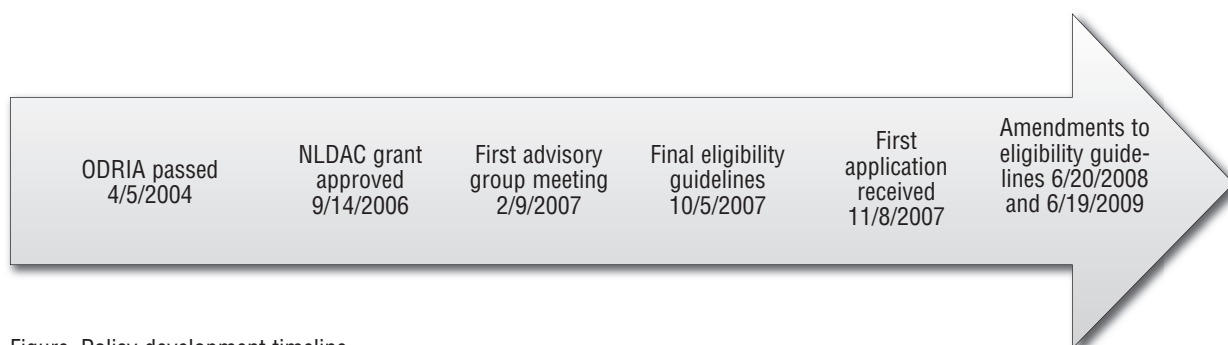 ODRIA passed
4/5/2004
NLDAC grant
approved
9/14/2006
First advisory
group meeting
2/9/2007
Final eligibility
guidelines
10/5/2007
First
application
received
11/8/2007
Amendments to
eligibility guide-
lines 6/20/2008
and 6/19/2009
Figure. Policy development timeline